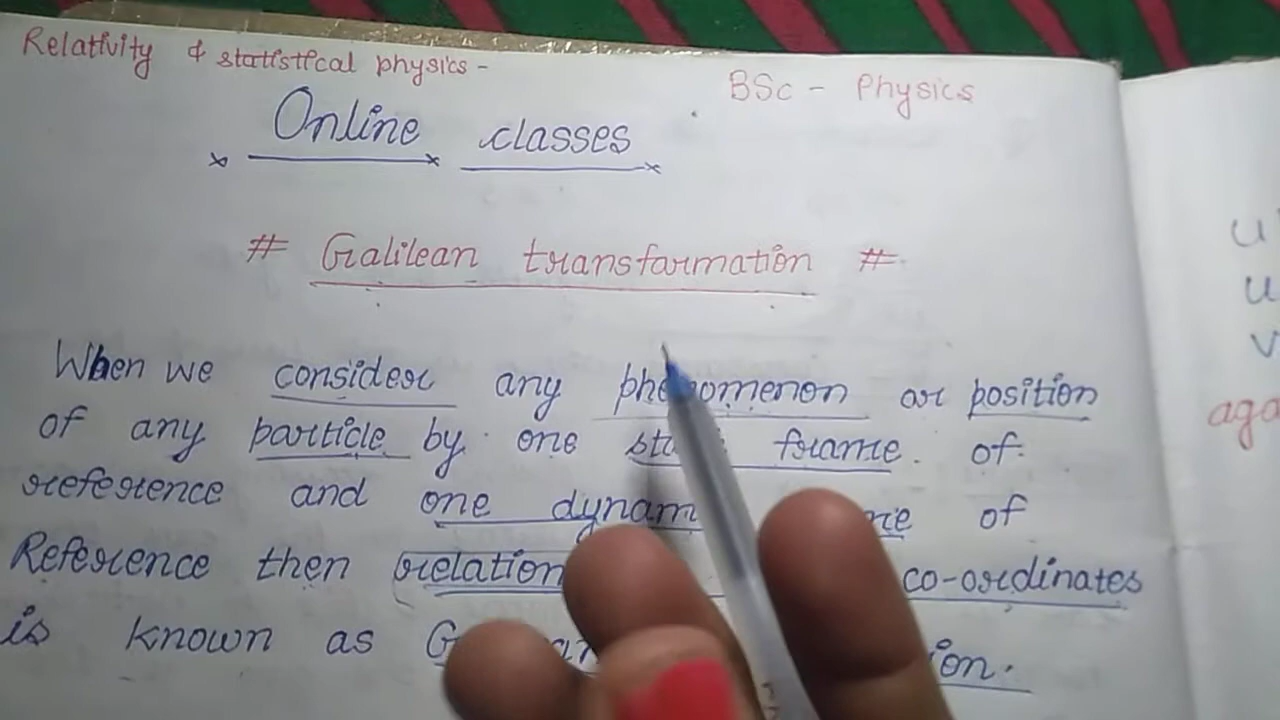 Relativity & statistical physics -
BSc - Physics
Online classes
# Galilean transformation #
When we consider any phenomenon or position
of any particle by one frame of
reference and one of
Reference then relation co-ordinates
is known as